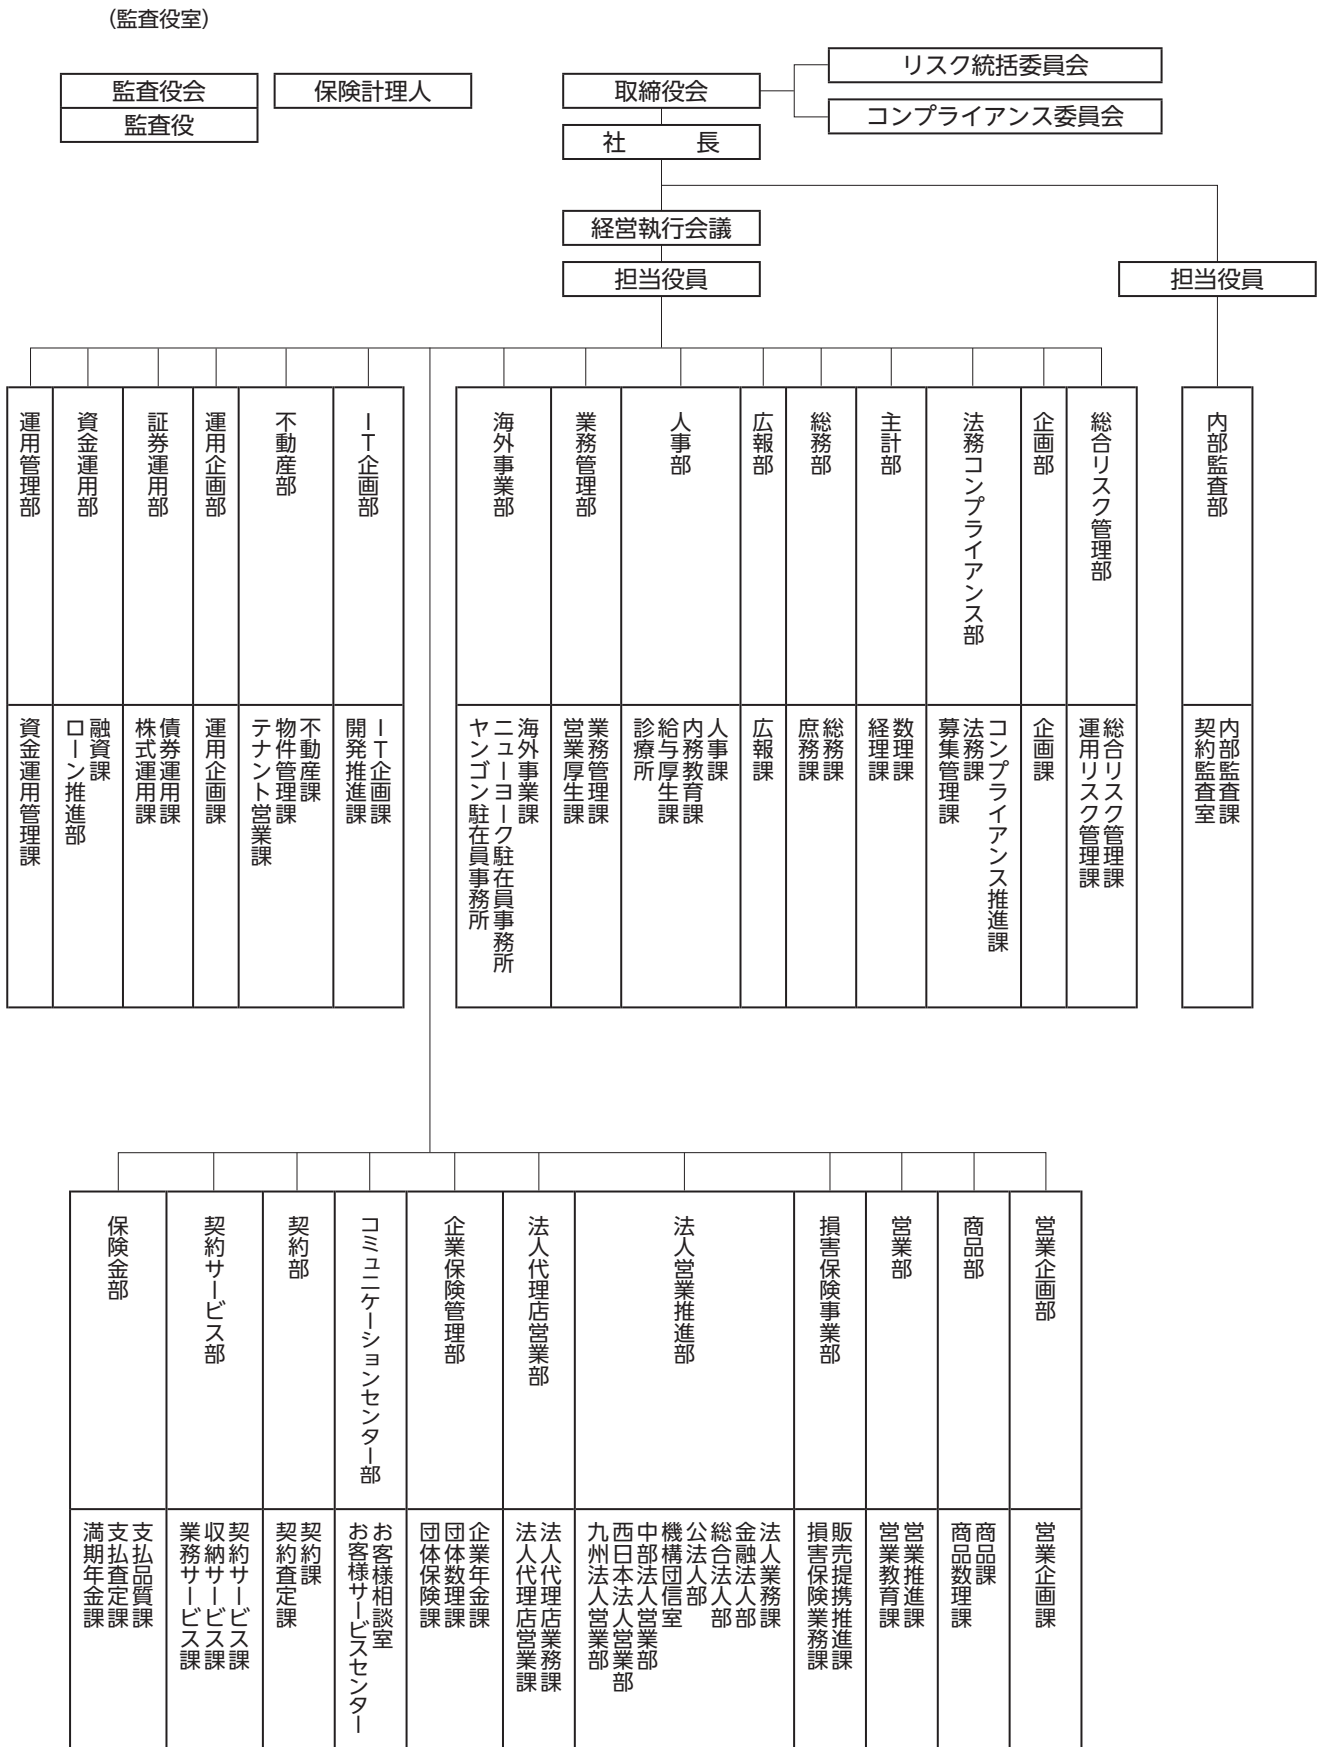 （監査役室）
監査役会
監査役
保険計理人
取締役会
社長
リスク統括委員会
コンプライアンス委員会
経営執行会議
担当役員
担当役員
内部監査部
内部監査課
契約監査室
総合リスク管理部
総合リスク管理課
運用リスク管理課
企画部
企画課
法務コンプライアンス部
コンプライアンス推進課
法務課
募集管理課
主計部
数理課
経理課
総務部
総務課
庶務課
広報部
広報課
人事部
人事課
内務教育課
給与厚生課
診療所
業務管理部
業務管理課
営業厚生課
海外事業部
海外事業課
ニューヨーク駐在員事務所
ヤンゴン駐在員事務所
IT企画部
IT企画課
開発推進課
不動産部
不動産課
物件管理課
テナント営業課
運用企画部
運用企画課
証券運用部
債券運用課
株式運用課
資金運用部
融資課
ローン推進部
運用管理部
資金運用管理課
営業企画部
営業企画課
商品部
商品課
商品数理課
営業部
営業推進課
営業教育課
損害保険事業部
販売提携推進課
損害保険業務課
法人営業推進部
法人業務課
金融法人部
総合法人部
公法人部
機構団信室
中部法人営業部
西日本法人営業部
九州法人営業部
法人代理店営業部
法人代理店業務課
法人代理店営業課
企業保険管理部
企業年金課
団体数理課
団体保険課
コミュニケーションセンター部
お客様相談室
お客様サービスセンター
契約部
契約課
契約査定課
契約サービス部
契約サービス課
収納サービス課
業務サービス課
保険金部
支払品質課
支払査定課
満期年金課